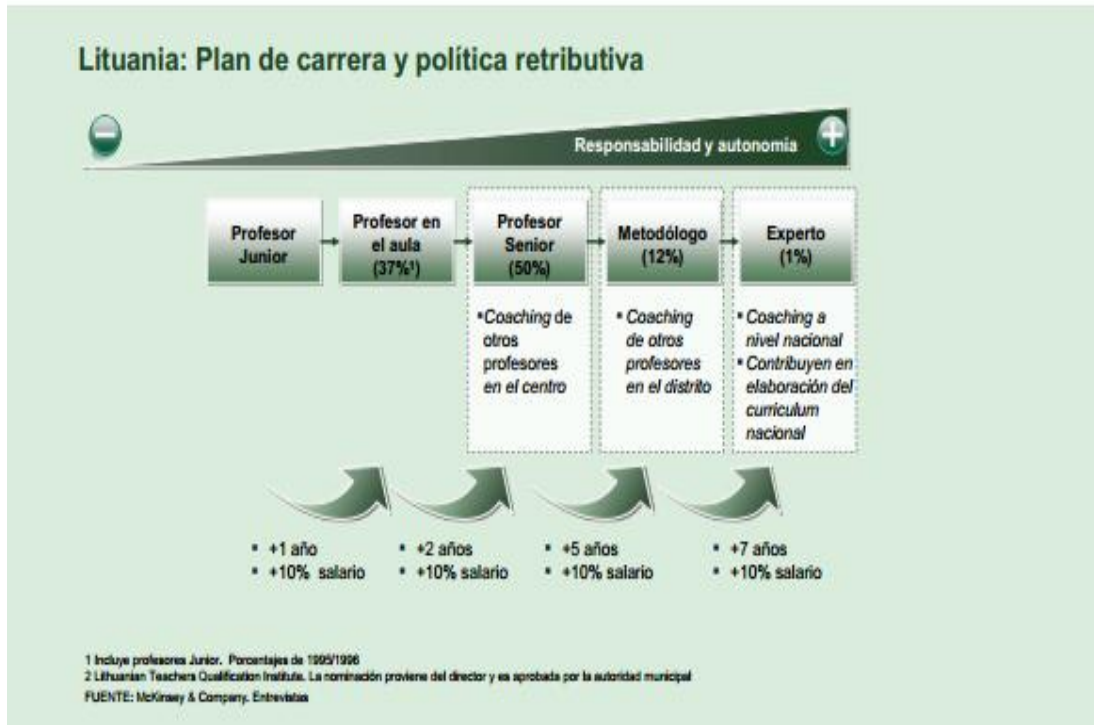 Lituania: Plan de carrera y política retributiva
Responsabilidad y autonomia
Profesor
Junior
Profesor en
el aula
(37%¹)
Profesor
Senior
(50%)
Metodólogo
(12%)
Experto
(1%)
▪Coaching de
otros
profesores
en el centro
▪ Coaching
de otros
profesores
en el distrito
▪ Coaching a
nivel nacional
▪ Contribuyen en
elaboración del
curriculum
nacional
▪ +1 año
▪ +10% salario
▪ +2 años
▪ +10% salario
▪ +5 años
▪ +10% salario
▪ +7 años
▪ +10% salario
1 Incluye profesores Junior. Porcentajes de 1995/1996
2 Lithuanian Teachers Qualification Institute. La nominación proviene del director y es aprobada por la autoridad municipal
FUENTE: McKinsey & Company. Entrevistas